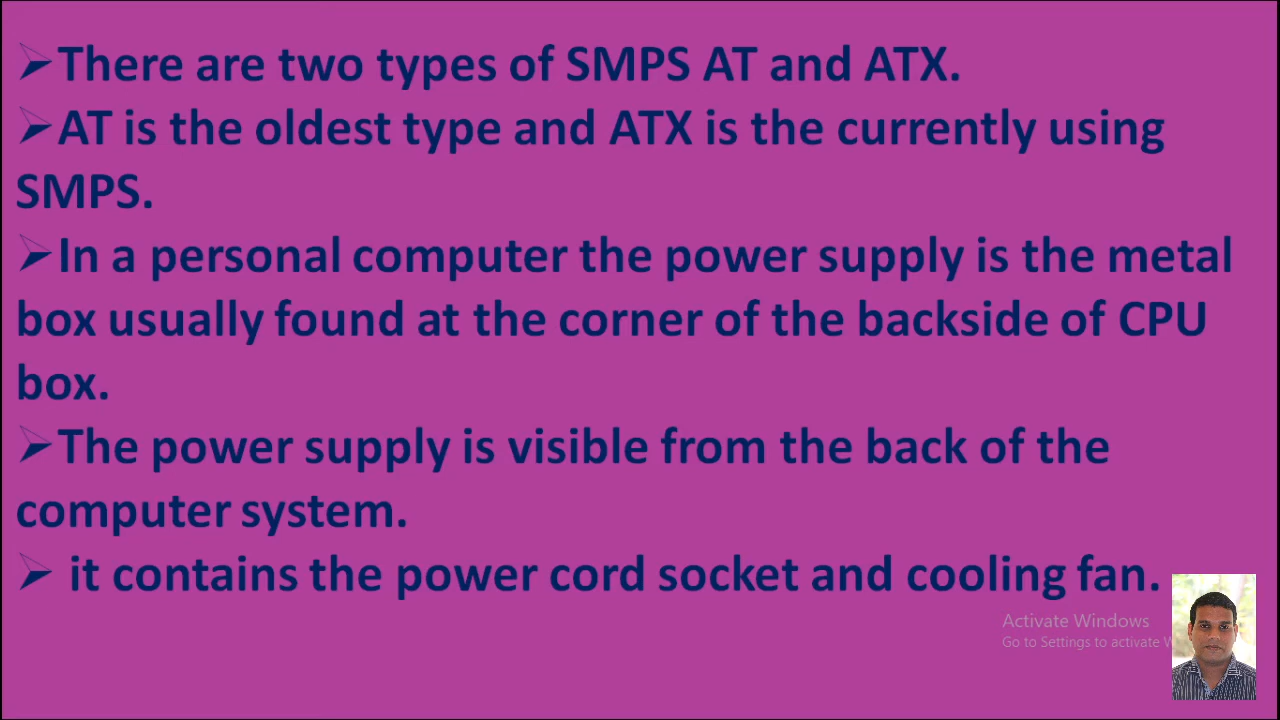 ➢There are two types of SMPS AT and ATX.
➢AT is the oldest type and ATX is the currently using
SMPS.
➢In a personal computer the power supply is the metal
box usually found at the corner of the backside of CPU
box.
➢The power supply is visible from the back of the
computer system.
➢ it contains the power cord socket and cooling fan.
Activate Windows
Go to Settings to activate W